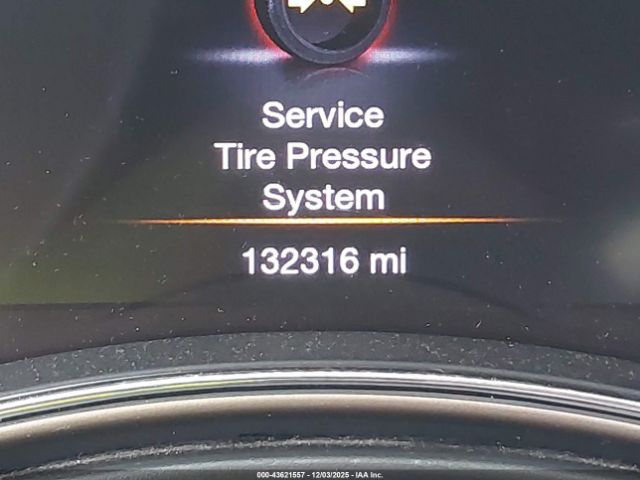 Service
Tire Pressure
System
132316 mi
000-43621557 - 12/03/2025 - IAA Inc.